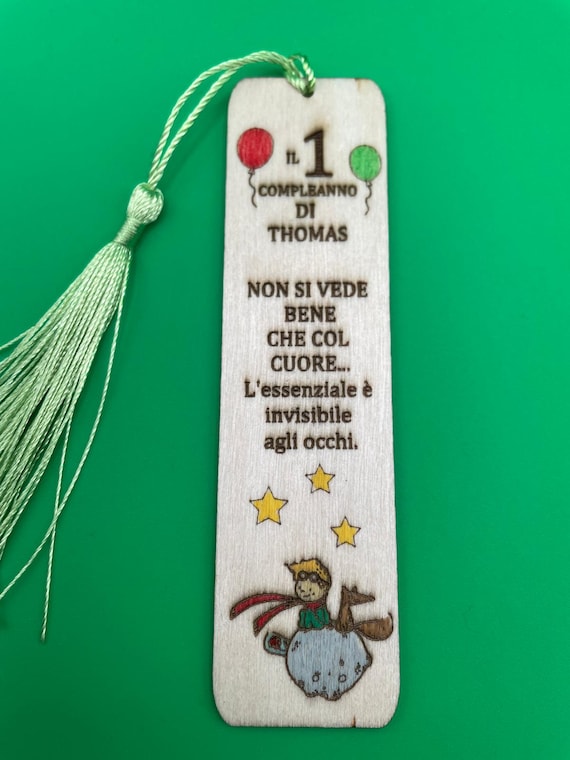 IL 1
COMPLEANNO
DI
THOMAS
NON SI VEDE
BENE
CHE COL
CUORE...
L'essenziale è
invisibile
agli occhi.